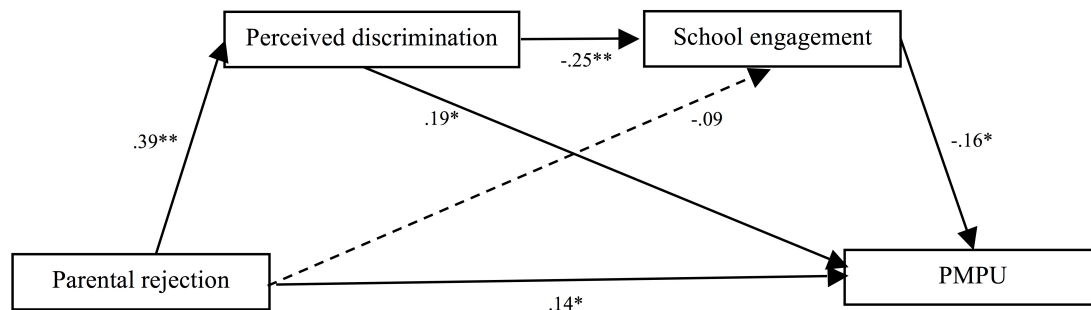 Perceived discrimination
School engagement
-.25**
.19*
-.09
.39**
-.16*
Parental rejection
PMPU
.14*